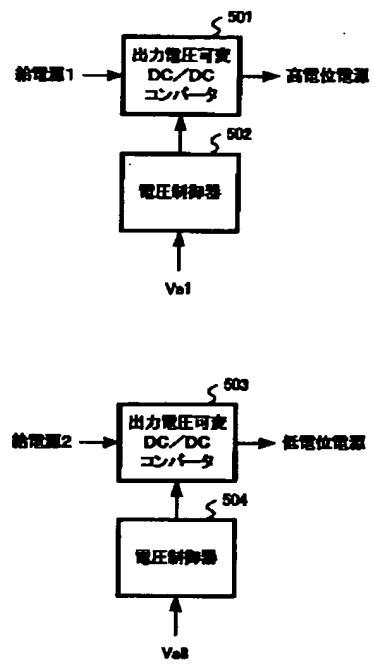 501
出力電圧可変
DC/DC
コンバータ
給電源1
高電位電源
502
電圧制御器
Va1
503
出力電圧可変
DC/DC
コンバータ
給電源2
低電位電源
504
電圧制御器